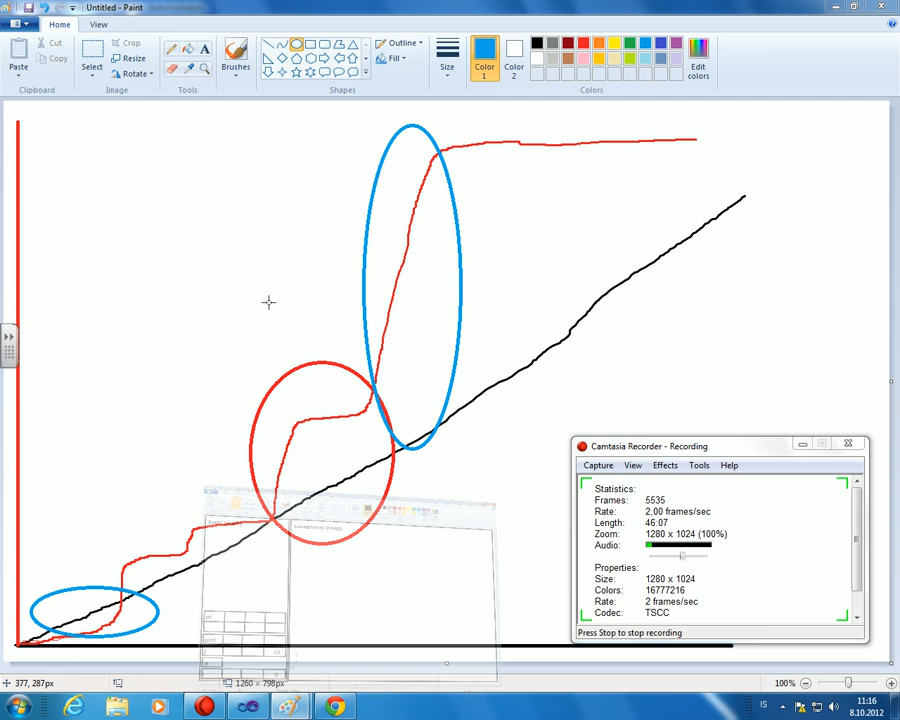 Untitled - Paint
Home
View
Paste
Cut
Copy
Clipboard
Select
Crop
Resize
Rotate
Image
A
Tools
Brushes
Outline
Fill
Shapes
Size
Color
1
Color
2
Edit
colors
Colors
Camtasia Recorder - Recording
Capture View Effects Tools Help
Statistics:
Frames: 5535
Rate: 2,00 frames/sec
Length: 46:07
Zoom: 1280 x 1024 (100%)
Audio:
Properties:
Size: 1280 x 1024
Colors: 16777216
Rate: 2 frames/sec
Codec: TSCC
Press Stop to stop recording
377, 287px
1260 × 798px
100%
IS
11:16
8.10.2012